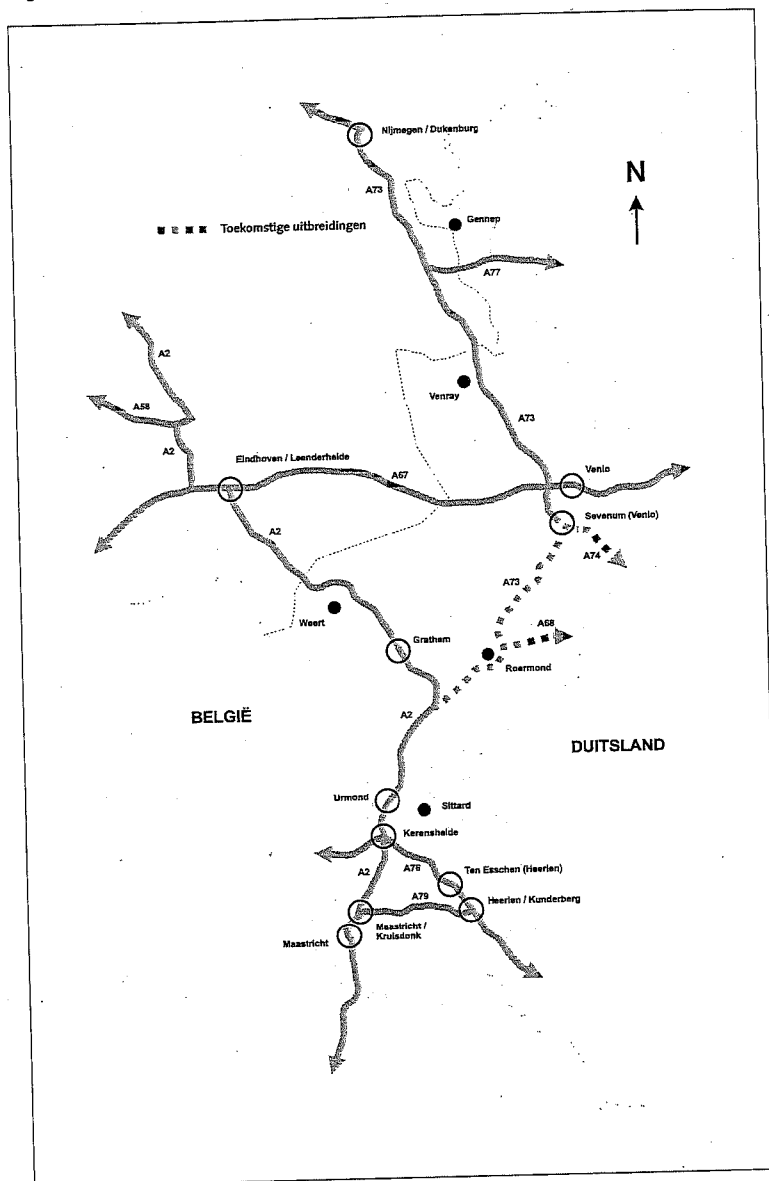 Nijmegen / Dukenburg
A73
N
Gennep
Toekomstige uitbreidingen
A77
A2
Venray
A58
A73
A2
Eindhoven / Leenderheide
A67
Venlo
Sevenum (Venlo)
A2
A74
A73
Weert
A68
Grathem
Roermond
BELGIË
A2
DUITSLAND
Urmond
Sittard
Kerensheide
A2
A76
Ten Esschen (Heerlen)
A79
Heerlen / Kunderberg
Maastricht /
Kruisdonk
Maastricht